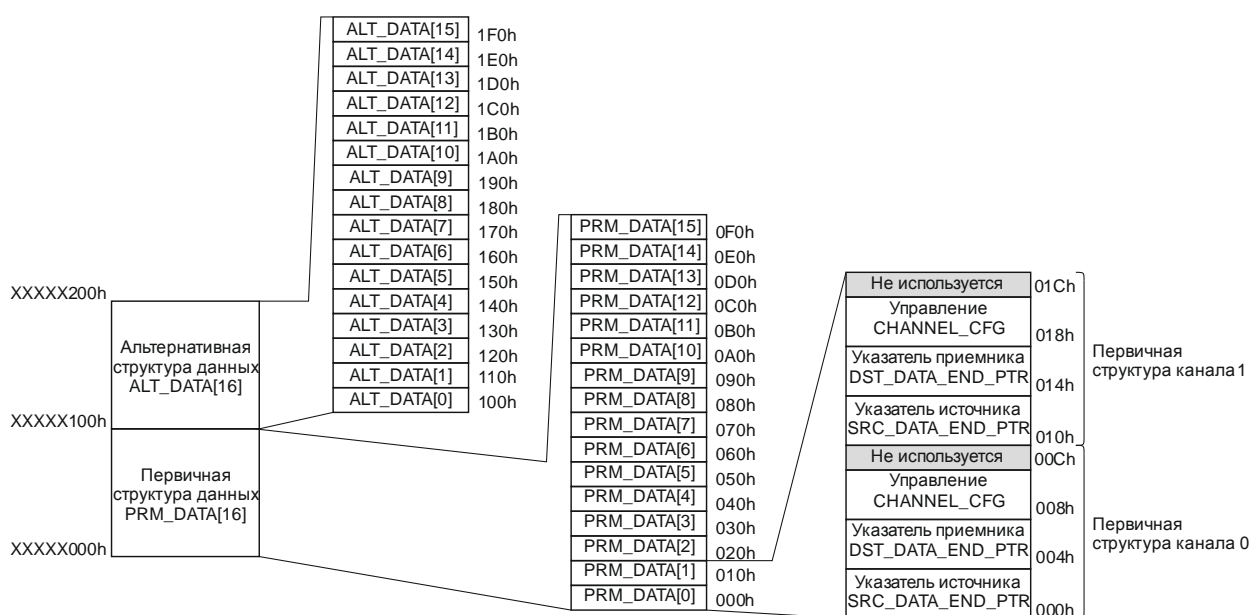 XXXXX200h
Альтернативная
структура данных
ALT_DATA[16]
XXXXX100h
Первичная
структура данных
PRM_DATA[16]
XXXXX000h
ALT_DATA[15] 1F0h
ALT_DATA[14] 1E0h
ALT_DATA[13] 1D0h
ALT_DATA[12] 1C0h
ALT_DATA[11] 1B0h
ALT_DATA[10] 1A0h
ALT_DATA[9] 190h
ALT_DATA[8] 180h
ALT_DATA[7] 170h
ALT_DATA[6] 160h
ALT_DATA[5] 150h
ALT_DATA[4] 140h
ALT_DATA[3] 130h
ALT_DATA[2] 120h
ALT_DATA[1] 110h
ALT_DATA[0] 100h
PRM_DATA[15] 0F0h
PRM_DATA[14] 0E0h
PRM_DATA[13] 0D0h
PRM_DATA[12] 0C0h
PRM_DATA[11] 0B0h
PRM_DATA[10] 0A0h
PRM_DATA[9] 090h
PRM_DATA[8] 080h
PRM_DATA[7] 070h
PRM_DATA[6] 060h
PRM_DATA[5] 050h
PRM_DATA[4] 040h
PRM_DATA[3] 030h
PRM_DATA[2] 020h
PRM_DATA[1] 010h
PRM_DATA[0] 000h
Не используется 01Ch
Управление
CHANNEL_CFG 018h
Указатель приемника
DST_DATA_END_PTR 014h
Указатель источника
SRC_DATA_END_PTR 010h
Первичная
структура канала 1
Не используется 00Ch
Управление
CHANNEL_CFG 008h
Указатель приемника
DST_DATA_END_PTR 004h
Указатель источника
SRC_DATA_END_PTR 000h
Первичная
структура канала 0